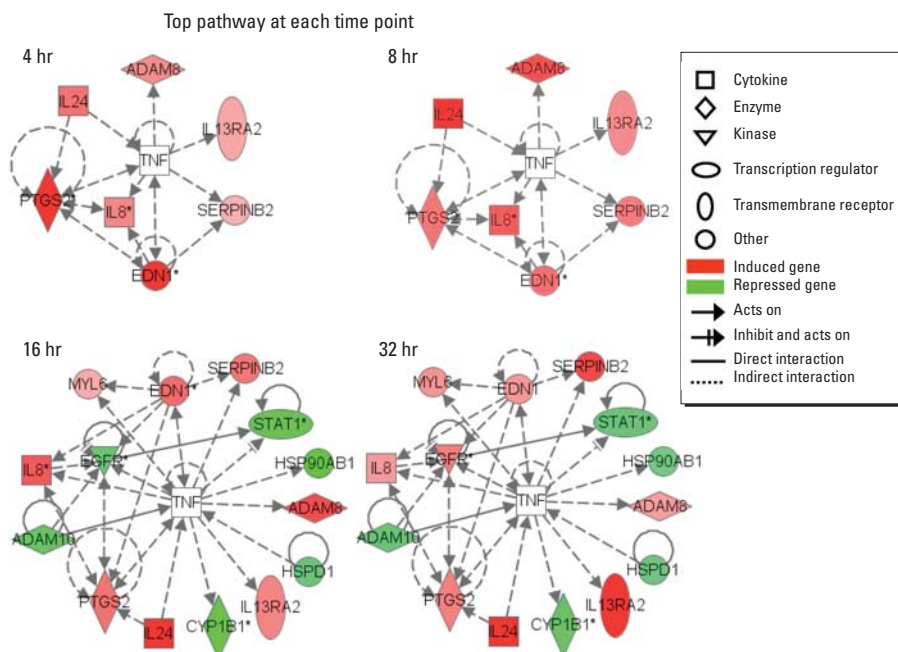 Top pathway at each time point
4 hr
ADAM8
IL24
IL13RA2
TNF
PTGS2*
IL8*
SERPINB2
EDN1*
8 hr
ADAM8
IL24
IL13RA2
TNF
PTGS2
IL8*
SERPINB2
EDN1*
Cytokine
Enzyme
Kinase
Transcription regulator
Transmembrane receptor
Other
Induced gene
Repressed gene
Acts on
Inhibit and acts on
Direct interaction
Indirect interaction
16 hr
SERPINB2
MYL6
EDN1*
STAT1*
EGFR*
IL8*
HSP90AB1
TNF
ADAM8
ADAM10
HSPD1
PTGS2
IL13RA2
IL24
CYP1B1*
32 hr
SERPINB2
MYL6
EDN1
STAT1*
EGFR*
IL8
HSP90AB1
TNF
ADAM8
ADAM10
HSPD1
PTGS2
IL13RA2
IL24
CYP1B1*